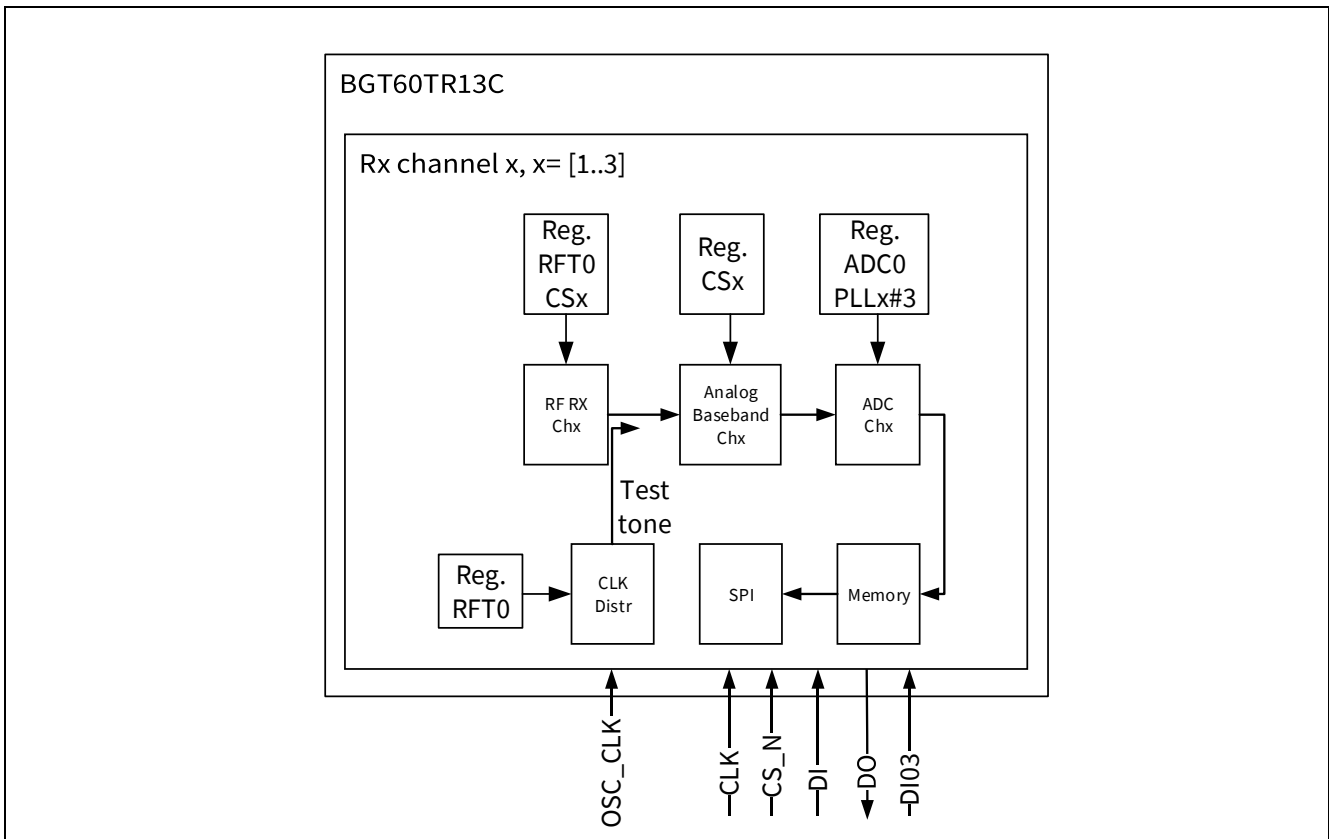 BGT60TR13C
Rx channel x, x= [1..3]
Reg.
RFT0
CSx
Reg.
CSx
Reg.
ADC0
PLLx#3
RF RX
Chx
Analog
Baseband
Chx
ADC
Chx
Test
tone
Reg.
RFT0
CLK
Distr
SPI
Memory
OSC_CLK
CLK
CS_N
DI
DO
DI03